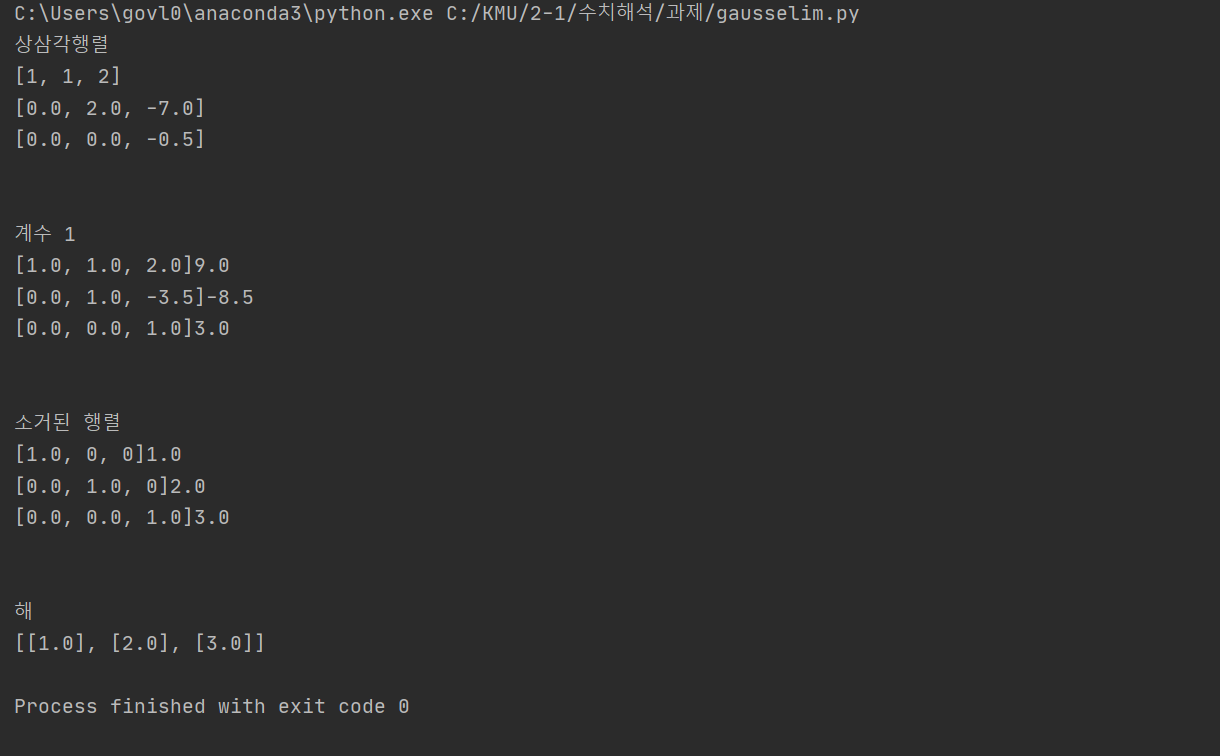 C:\Users\govl0\anaconda3\python.exe C:/KMU/2-1/수치해석/과제/gausselim.py
상삼각행렬
[1, 1, 2]
[0.0, 2.0, -7.0]
[0.0, 0.0, -0.5]
계수 1
[1.0, 1.0, 2.0]9.0
[0.0, 1.0, -3.5]-8.5
[0.0, 0.0, 1.0]3.0
소거된 행렬
[1.0, 0, 0]1.0
[0.0, 1.0, 0]2.0
[0.0, 0.0, 1.0]3.0
해
[[1.0], [2.0], [3.0]]
Process finished with exit code 0